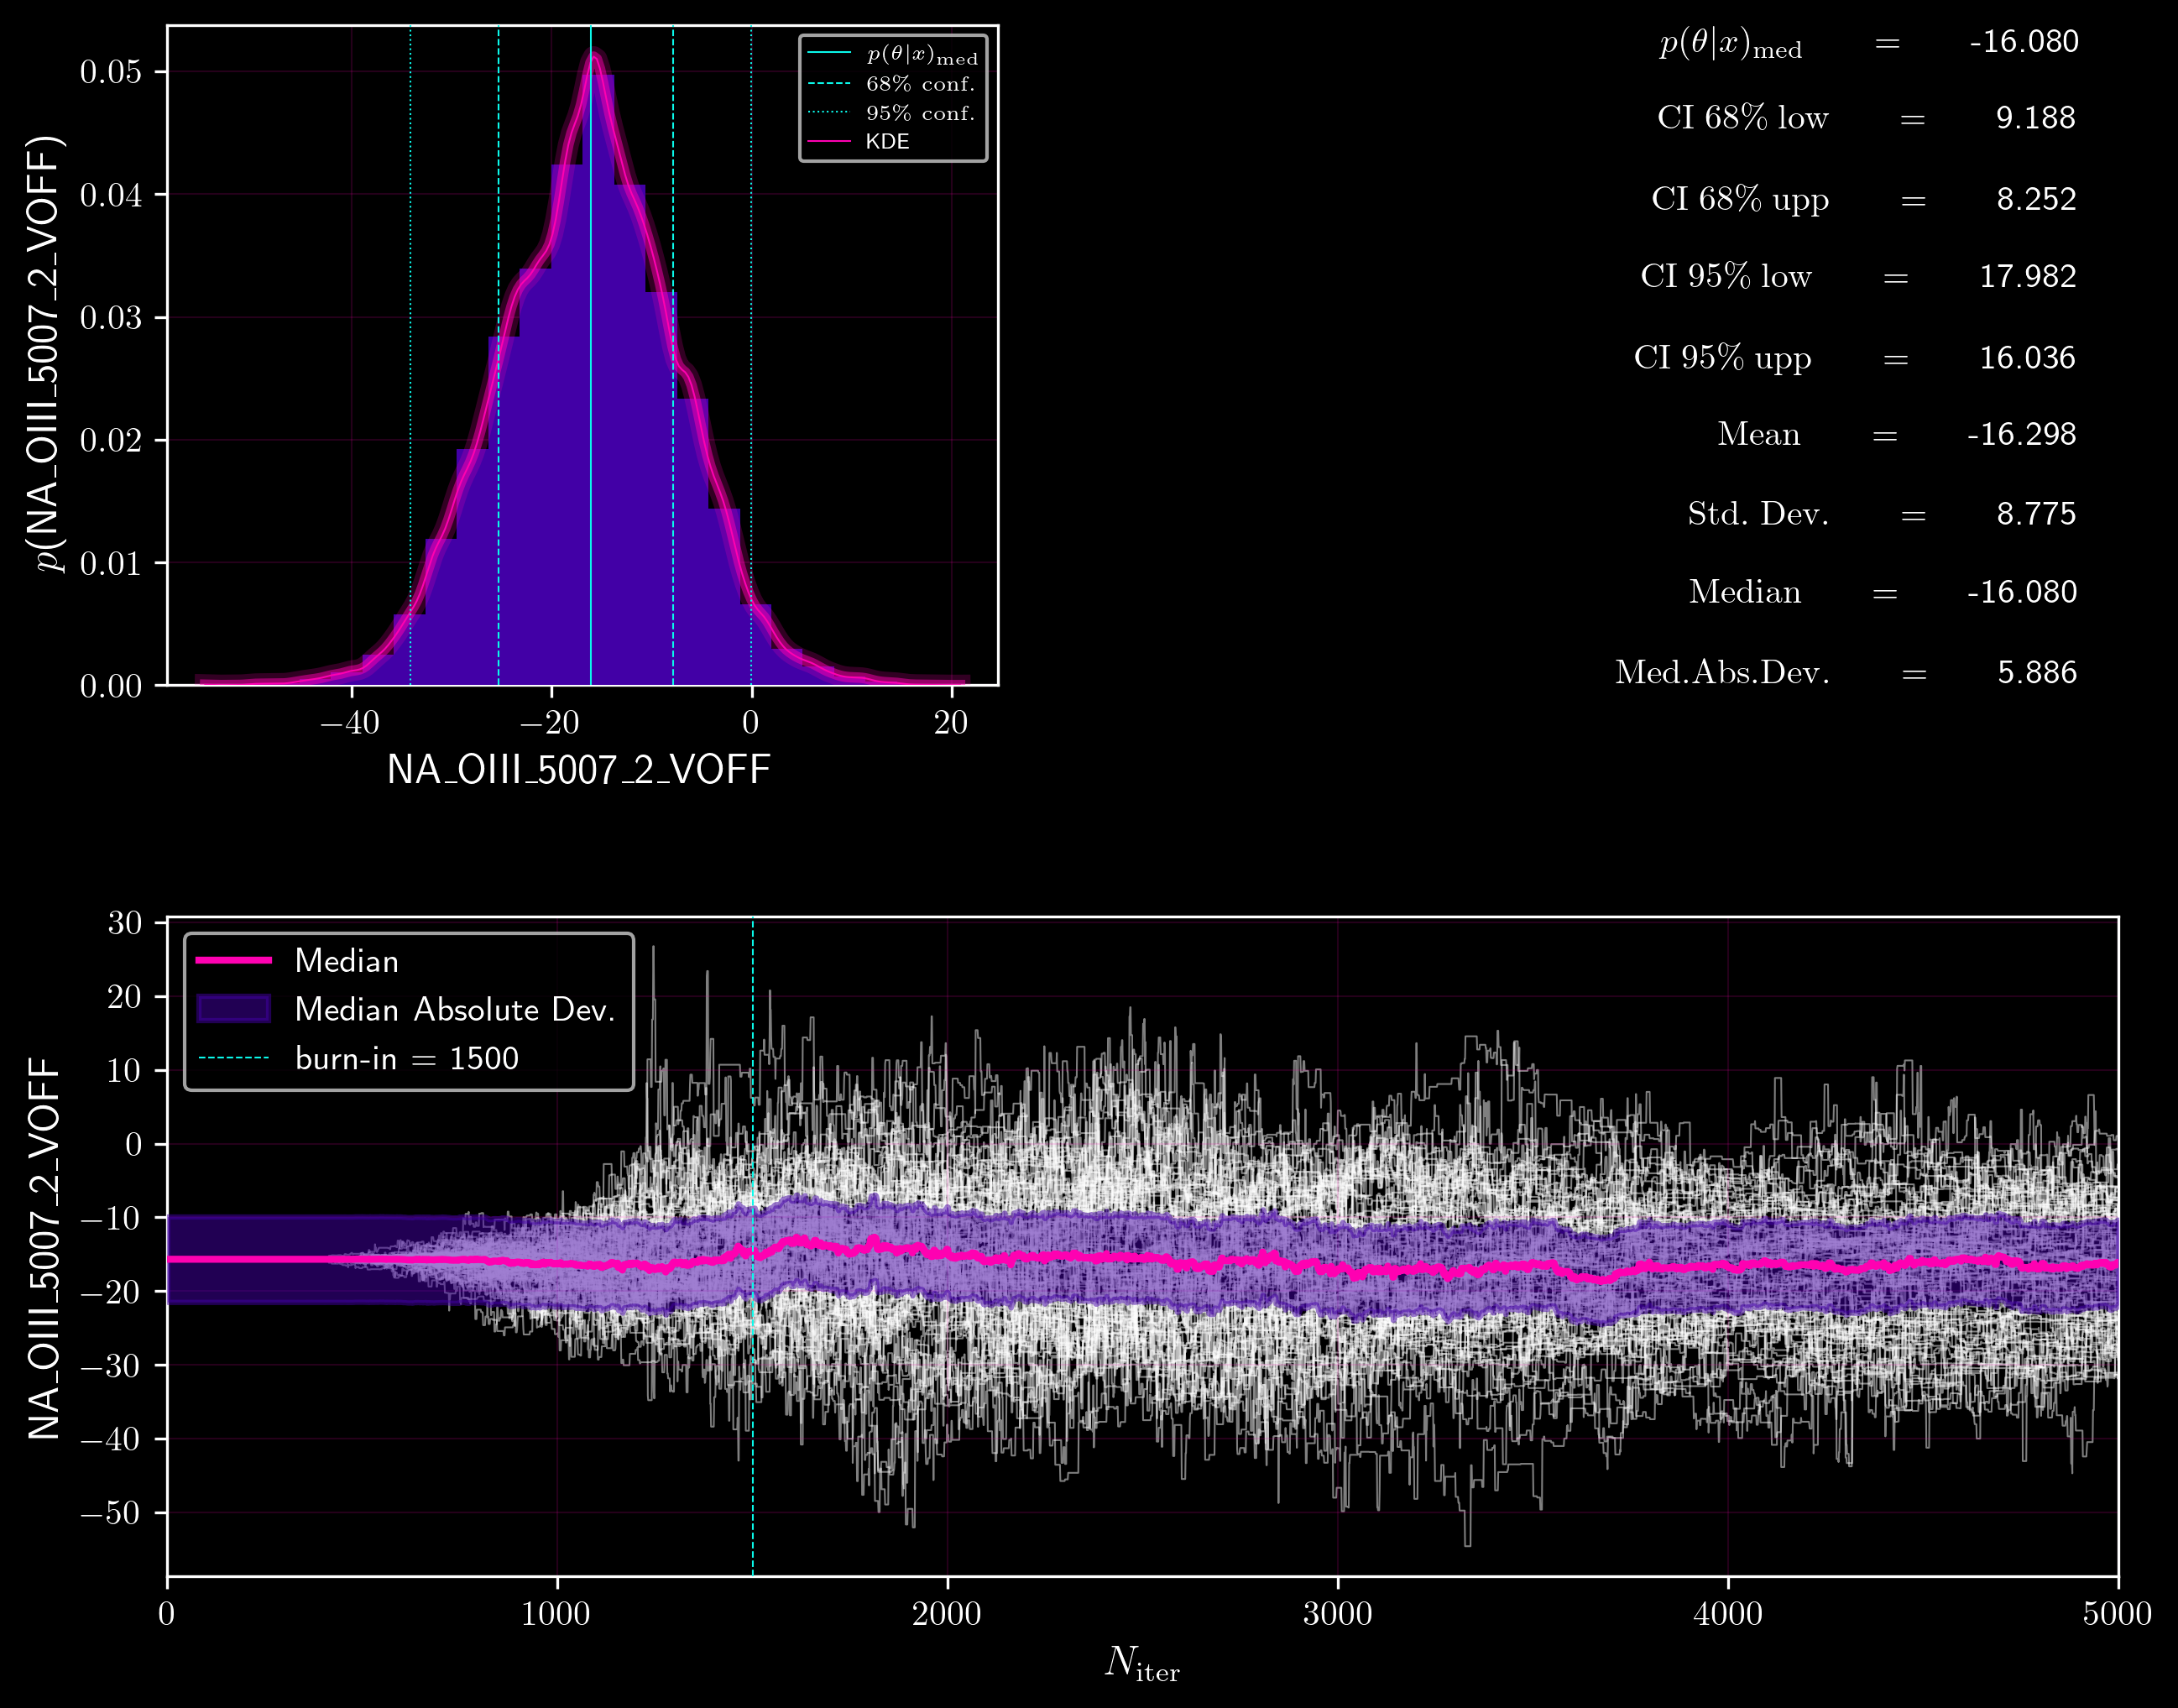 p(NA_OIII_5007_2_VOFF)
0.05
0.04
0.03
0.02
0.01
0.00
−40 −20 0 20
NA_OIII_5007_2_VOFF
p(θ|x)med
68% conf.
95% conf.
KDE
p(θ|x)med = -16.080
CI 68% low = 9.188
CI 68% upp = 8.252
CI 95% low = 17.982
CI 95% upp = 16.036
Mean = -16.298
Std. Dev. = 8.775
Median = -16.080
Med.Abs.Dev. = 5.886
NA_OIII_5007_2_VOFF
30
20
10
0
−10
−20
−30
−40
−50
Median
Median Absolute Dev.
burn-in = 1500
0 1000 2000 3000 4000 5000
Niter